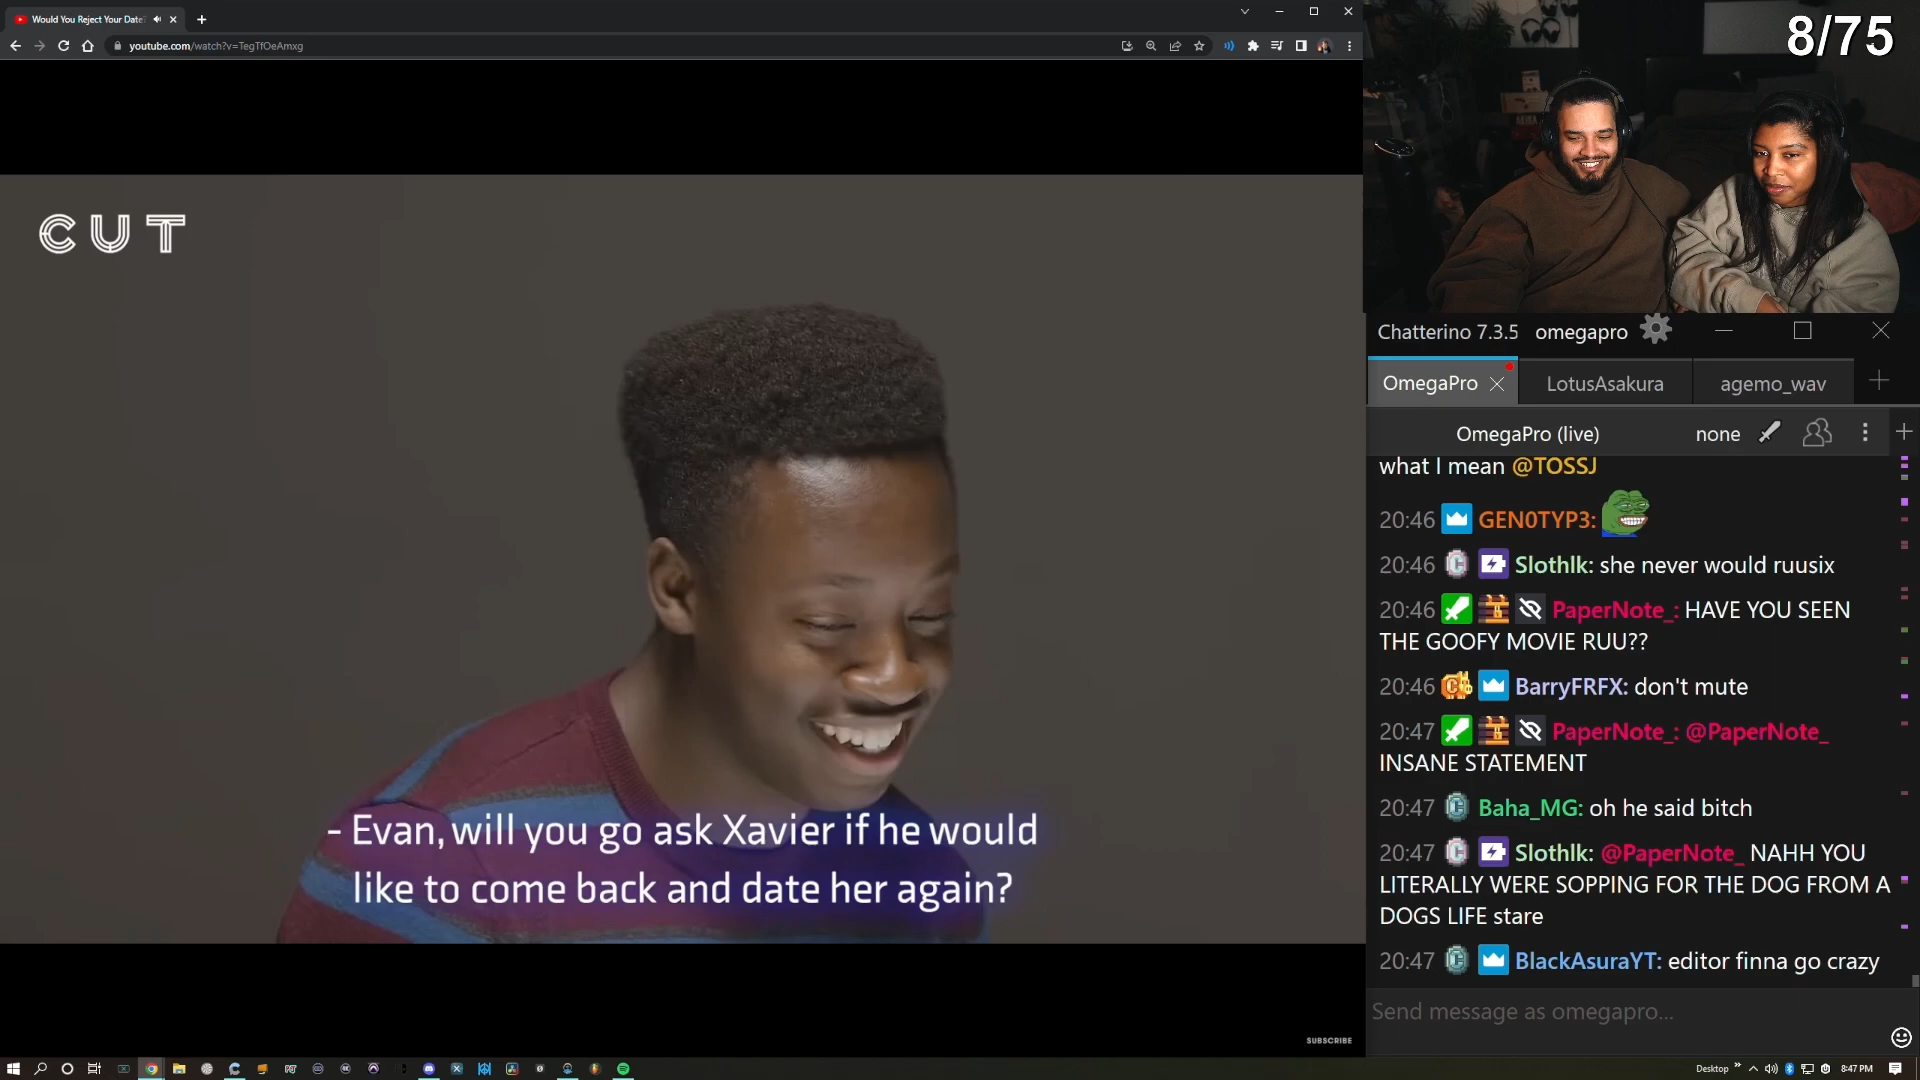 Would You Reject Your Date?
youtube.com/watch?v=TegTfOeAmxg
8/75
CUT
- Evan, will you go ask Xavier if he would
like to come back and date her again?
SUBSCRIBE
Chatterino 7.3.5 omegapro
OmegaPro
LotusAsakura
agemo_wav
OmegaPro (live)
none
what I mean @TOSSJ
20:46 GEN0TYP3:
20:46 Slothlk: she never would ruusix
20:46 PaperNote_: HAVE YOU SEEN
THE GOOFY MOVIE RUU??
20:46 BarryFRFX: don't mute
20:47 PaperNote_: @PaperNote_
INSANE STATEMENT
20:47 Baha_MG: oh he said bitch
20:47 Slothlk: @PaperNote_ NAHH YOU
LITERALLY WERE SOPPING FOR THE DOG FROM A
DOGS LIFE stare
20:47 BlackAsuraYT: editor finna go crazy
Send message as omegapro...
Desktop
8:47 PM